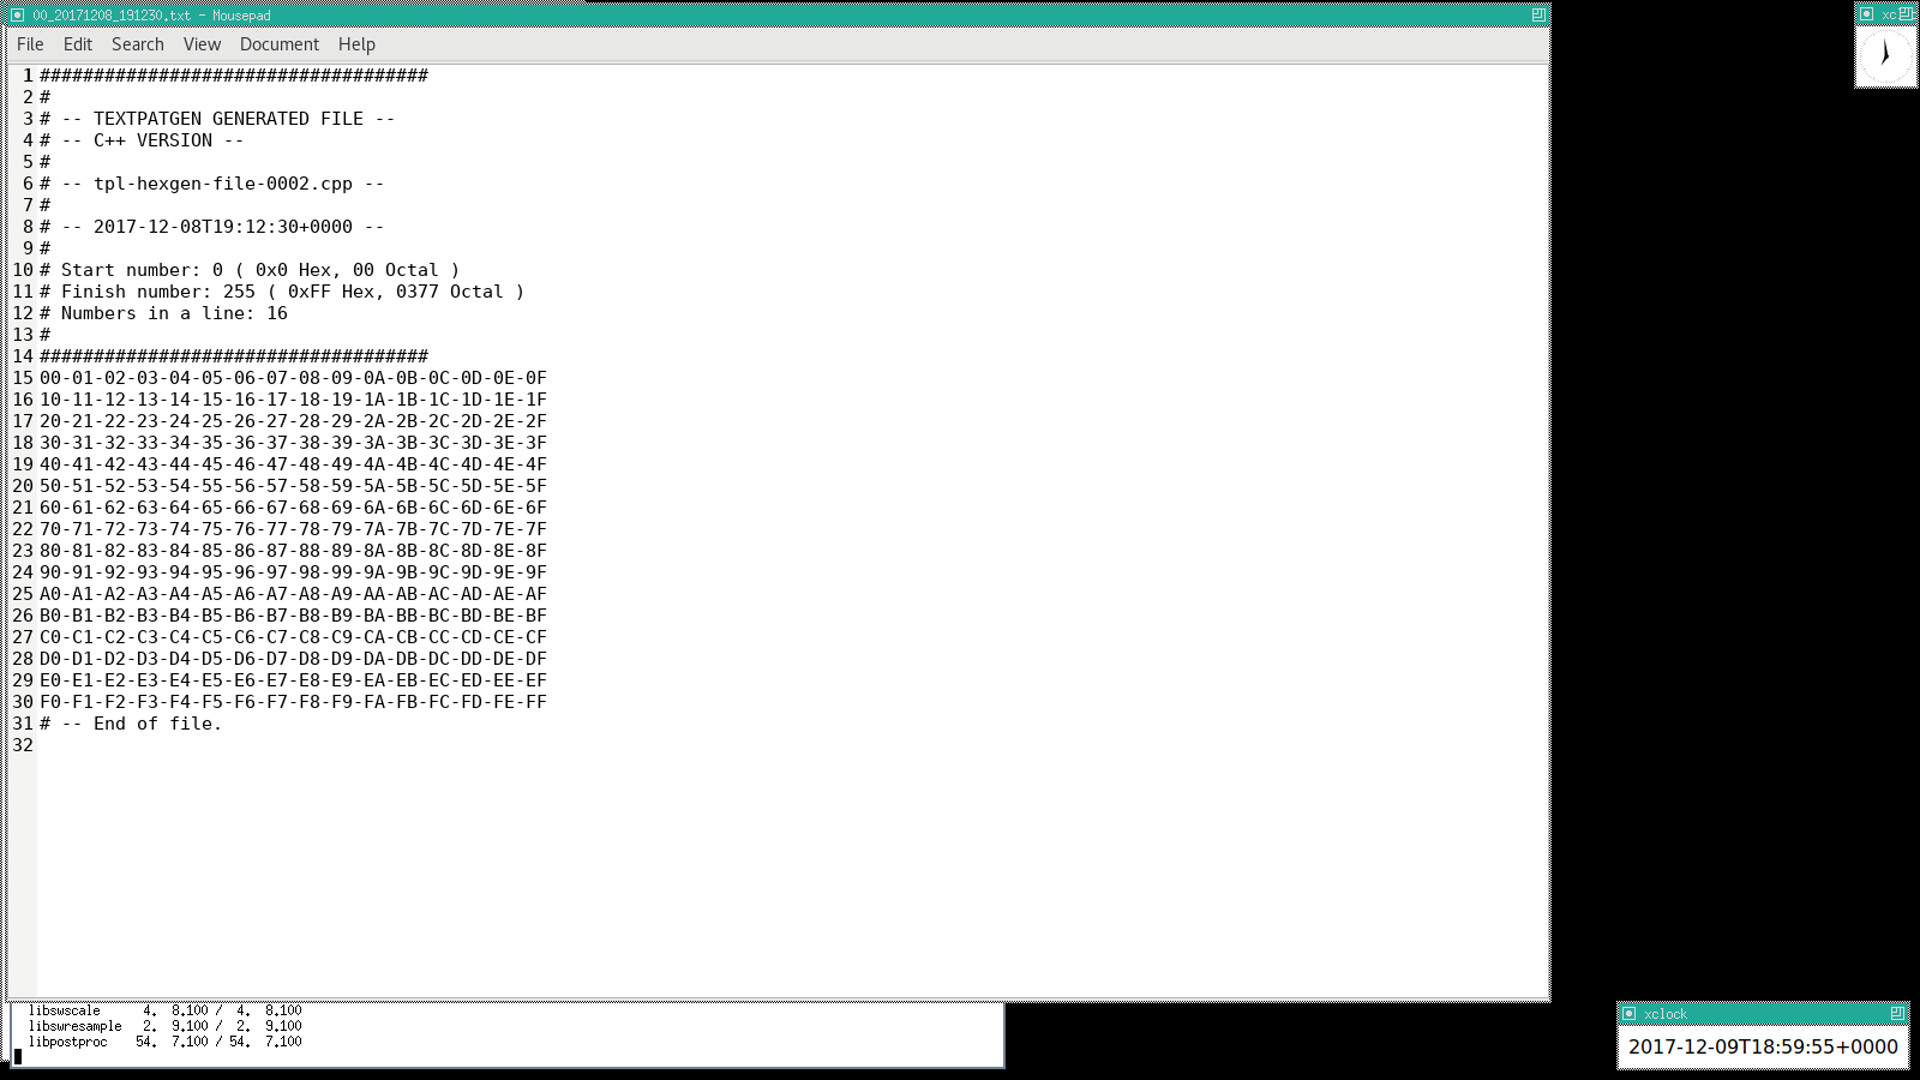 00_20171208_191230.txt - Mousepad
File Edit Search View Document Help
1 ####################################
2 #
3 # -- TEXTPATGEN GENERATED FILE --
4 # -- C++ VERSION --
5 #
6 # -- tpl-hexgen-file-0002.cpp --
7 #
8 # -- 2017-12-08T19:12:30+0000 --
9 #
10 # Start number: 0 ( 0x0 Hex, 00 Octal )
11 # Finish number: 255 ( 0xFF Hex, 0377 Octal )
12 # Numbers in a line: 16
13 #
14 ####################################
15 00-01-02-03-04-05-06-07-08-09-0A-0B-0C-0D-0E-0F
16 10-11-12-13-14-15-16-17-18-19-1A-1B-1C-1D-1E-1F
17 20-21-22-23-24-25-26-27-28-29-2A-2B-2C-2D-2E-2F
18 30-31-32-33-34-35-36-37-38-39-3A-3B-3C-3D-3E-3F
19 40-41-42-43-44-45-46-47-48-49-4A-4B-4C-4D-4E-4F
20 50-51-52-53-54-55-56-57-58-59-5A-5B-5C-5D-5E-5F
21 60-61-62-63-64-65-66-67-68-69-6A-6B-6C-6D-6E-6F
22 70-71-72-73-74-75-76-77-78-79-7A-7B-7C-7D-7E-7F
23 80-81-82-83-84-85-86-87-88-89-8A-8B-8C-8D-8E-8F
24 90-91-92-93-94-95-96-97-98-99-9A-9B-9C-9D-9E-9F
25 A0-A1-A2-A3-A4-A5-A6-A7-A8-A9-AA-AB-AC-AD-AE-AF
26 B0-B1-B2-B3-B4-B5-B6-B7-B8-B9-BA-BB-BC-BD-BE-BF
27 C0-C1-C2-C3-C4-C5-C6-C7-C8-C9-CA-CB-CC-CD-CE-CF
28 D0-D1-D2-D3-D4-D5-D6-D7-D8-D9-DA-DB-DC-DD-DE-DF
29 E0-E1-E2-E3-E4-E5-E6-E7-E8-E9-EA-EB-EC-ED-EE-EF
30 F0-F1-F2-F3-F4-F5-F6-F7-F8-F9-FA-FB-FC-FD-FE-FF
31 # -- End of file.
32
libswscale 4. 8.100 / 4. 8.100
libswresample 2. 9.100 / 2. 9.100
libpostproc 54. 7.100 / 54. 7.100
xc
xclock
2017-12-09T18:59:55+0000